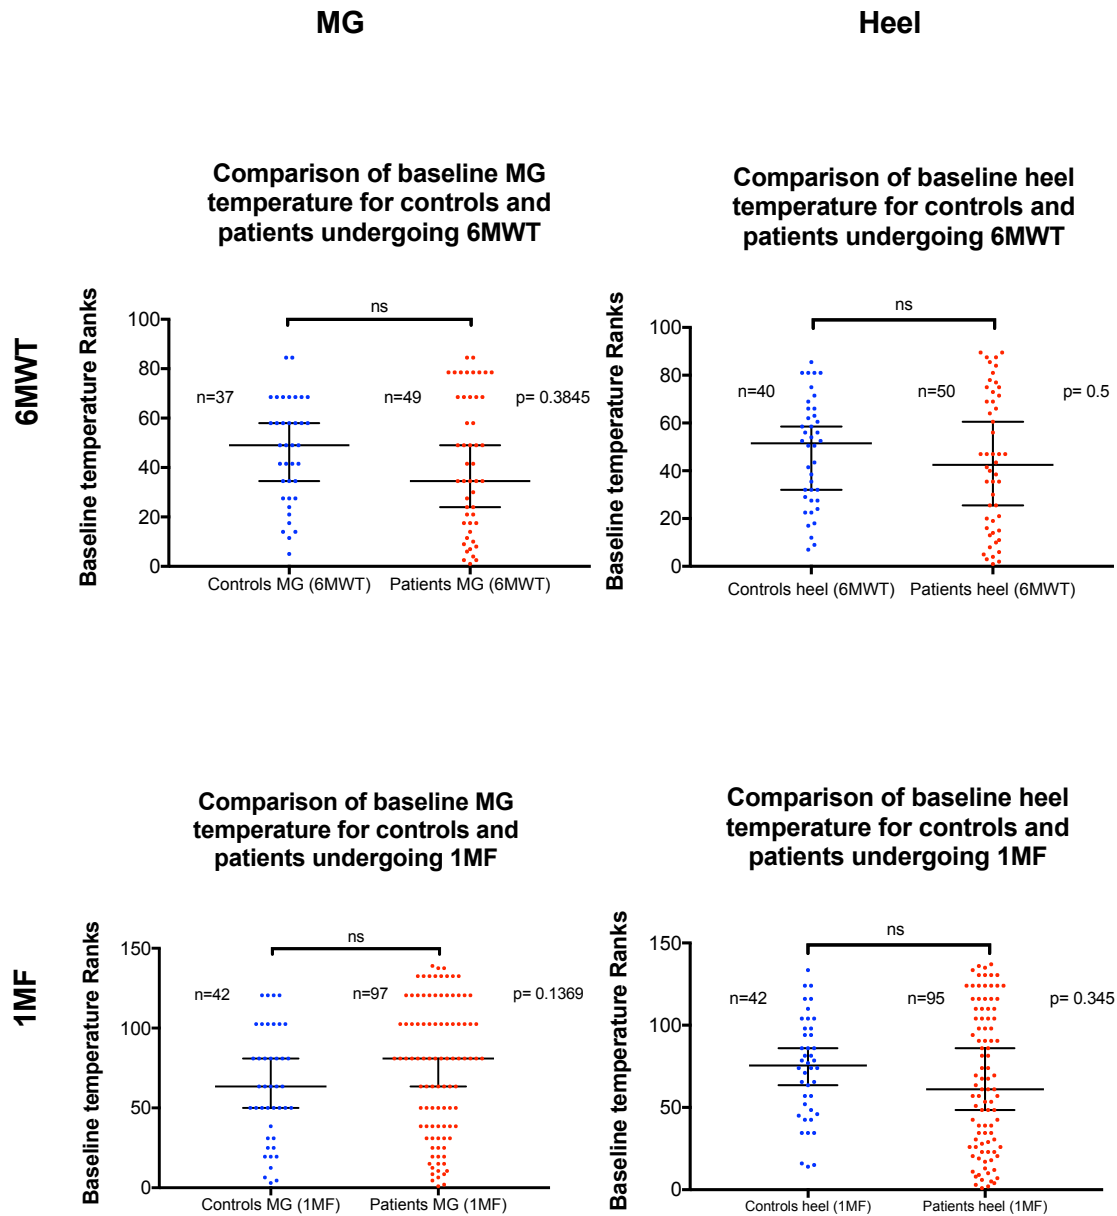 MG
Heel
6MWT
Comparison of baseline MG
temperature for controls and
patients undergoing 6MWT
Baseline temperature Ranks
100
80
60
40
20
0
ns
n=37
n=49
p= 0.3845
Controls MG (6MWT)
Patients MG (6MWT)
Comparison of baseline heel
temperature for controls and
patients undergoing 6MWT
Baseline temperature Ranks
100
80
60
40
20
0
ns
n=40
n=50
p= 0.5
Controls heel (6MWT)
Patients heel (6MWT)
1MF
Comparison of baseline MG
temperature for controls and
patients undergoing 1MF
Baseline temperature Ranks
150
100
50
0
ns
n=42
n=97
p= 0.1369
Controls MG (1MF)
Patients MG (1MF)
Comparison of baseline heel
temperature for controls and
patients undergoing 1MF
Baseline temperature Ranks
150
100
50
0
ns
n=42
n=95
p= 0.345
Controls heel (1MF)
Patients heel (1MF)